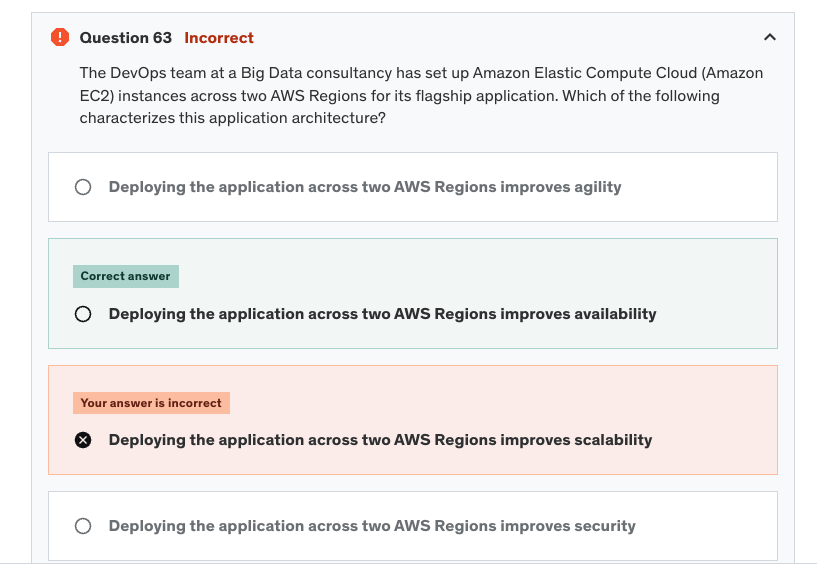 Question 63 Incorrect
The DevOps team at a Big Data consultancy has set up Amazon Elastic Compute Cloud (Amazon
EC2) instances across two AWS Regions for its flagship application. Which of the following
characterizes this application architecture?
Deploying the application across two AWS Regions improves agility
Correct answer
Deploying the application across two AWS Regions improves availability
Your answer is incorrect
Deploying the application across two AWS Regions improves scalability
Deploying the application across two AWS Regions improves security